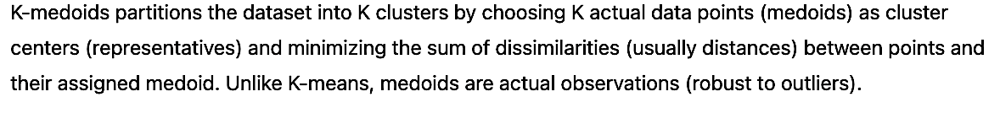 K-medoids partitions the dataset into K clusters by choosing K actual data points (medoids) as cluster
centers (representatives) and minimizing the sum of dissimilarities (usually distances) between points and
their assigned medoid. Unlike K-means, medoids are actual observations (robust to outliers).